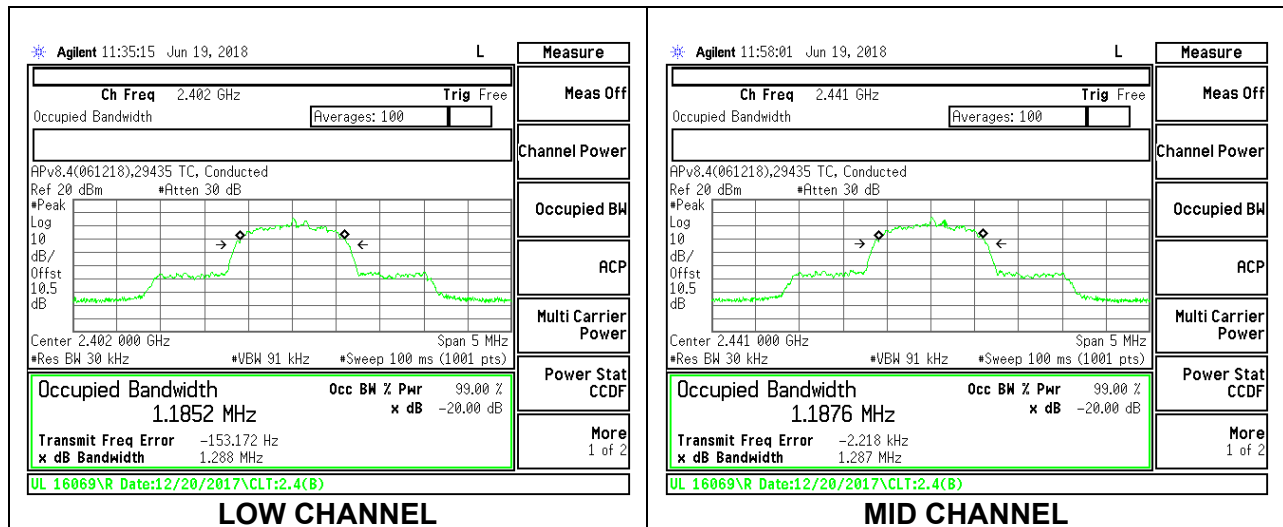 Agilent 11:35:15 Jun 19, 2018 L
Measure
Ch Freq 2.402 GHz Trig Free
Meas Off
Occupied Bandwidth Averages: 100
Channel Power
APv8.4(061218),29435 TC, Conducted
Ref 20 dBm #Atten 30 dB
#Peak
Occupied BW
Log
10
dB/
ACP
Offst
10.5
dB
Multi Carrier
Power
Center 2.402 000 GHz Span 5 MHz
#Res BW 30 kHz #VBW 91 kHz #Sweep 100 ms (1001 pts)
Power Stat
CCDF
Occupied Bandwidth Occ BW % Pwr 99.00 %
1.1852 MHz x dB -20.00 dB
More
1 of 2
Transmit Freq Error -153.172 Hz
x dB Bandwidth 1.288 MHz
UL 16069\R Date:12/20/2017\CLT:2.4(B)
LOW CHANNEL
Agilent 11:58:01 Jun 19, 2018 L
Measure
Ch Freq 2.441 GHz Trig Free
Meas Off
Occupied Bandwidth Averages: 100
Channel Power
APv8.4(061218),29435 TC, Conducted
Ref 20 dBm #Atten 30 dB
#Peak
Occupied BW
Log
10
dB/
ACP
Offst
10.5
dB
Multi Carrier
Power
Center 2.441 000 GHz Span 5 MHz
#Res BW 30 kHz #VBW 91 kHz #Sweep 100 ms (1001 pts)
Power Stat
CCDF
Occupied Bandwidth Occ BW % Pwr 99.00 %
1.1876 MHz x dB -20.00 dB
More
1 of 2
Transmit Freq Error -2.218 kHz
x dB Bandwidth 1.287 MHz
UL 16069\R Date:12/20/2017\CLT:2.4(B)
MID CHANNEL